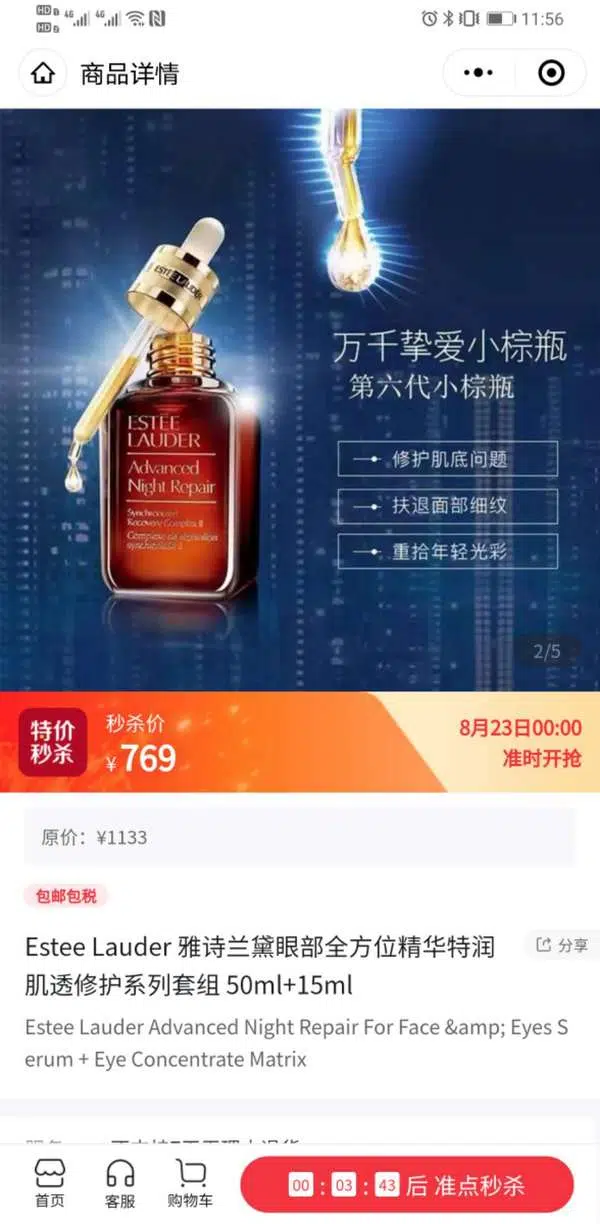 11:56
商品详情
ESTEE LAUDER
ESTEE
LAUDER
Advanced
Night Repair
Synchronized
Recovery Complex II
万千挚爱小棕瓶
第六代小棕瓶
修护肌底问题
扶退面部细纹
重拾年轻光彩
2/5
特价
秒杀
秒杀价
¥769
8月23日00:00
准时开抢
原价：¥1133
包邮包税
Estee Lauder 雅诗兰黛眼部全方位精华特润
肌透修护系列套组 50ml+15ml
分享
Estee Lauder Advanced Night Repair For Face &amp; Eyes S
erum + Eye Concentrate Matrix
首页
客服
购物车
00 : 03 : 43 后 准点秒杀